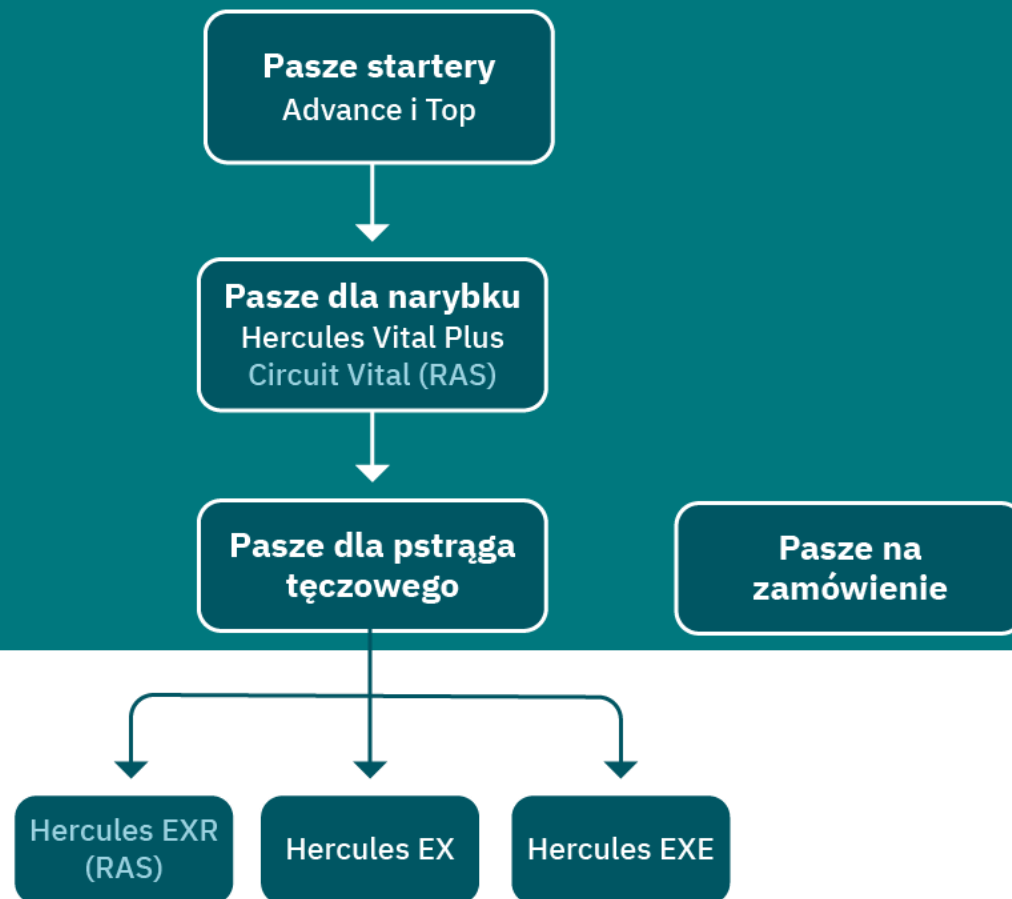 Pasze startery
Advance i Top
Pasze dla narybku
Hercules Vital Plus
Circuit Vital (RAS)
Pasze dla pstrąga
tęczowego
Pasze na
zamówienie
Hercules EXR
(RAS)
Hercules EX
Hercules EXE